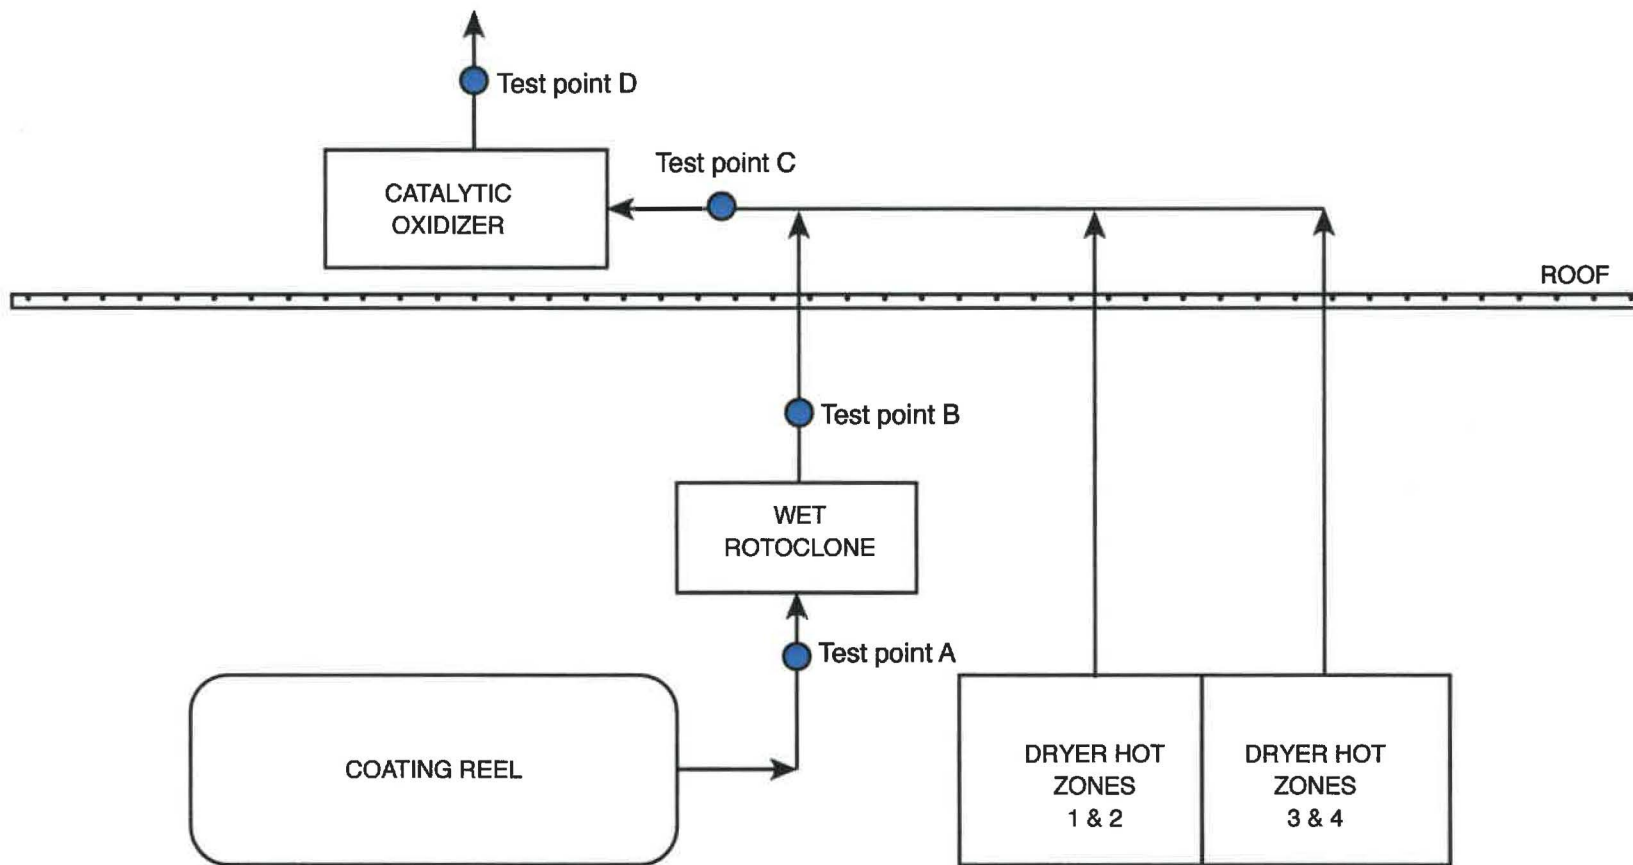 Test point D
Test point C
CATALYTIC
OXIDIZER
ROOF
Test point B
WET
ROTOCLONE
Test point A
COATING REEL
DRYER HOT
ZONES
1 & 2
DRYER HOT
ZONES
3 & 4